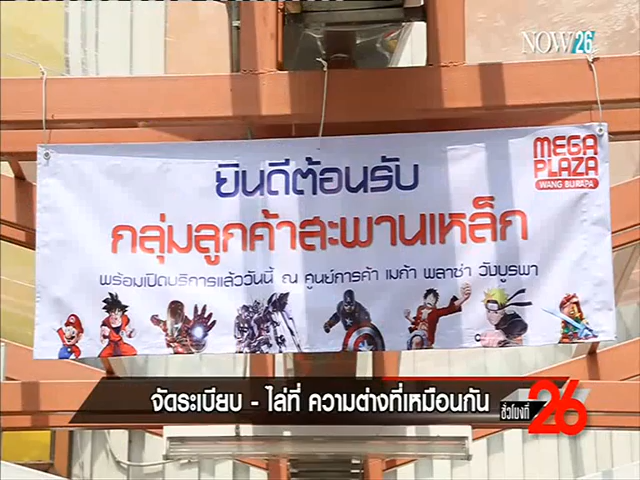 NOW26
MEGA
PLAZA
WANG BURAPA
ยินดีต้อนรับ
กลุ่มลูกค้าสะพานเหล็ก
พร้อมเปิดบริการแล้ววันนี้ ณ ศูนย์การค้า เมก้า พลาซ่า วังบูรพา
จัดระเบียบ - ไล่ที่ ความต่างที่เหมือนกัน
ชั่วโมงที่ 26